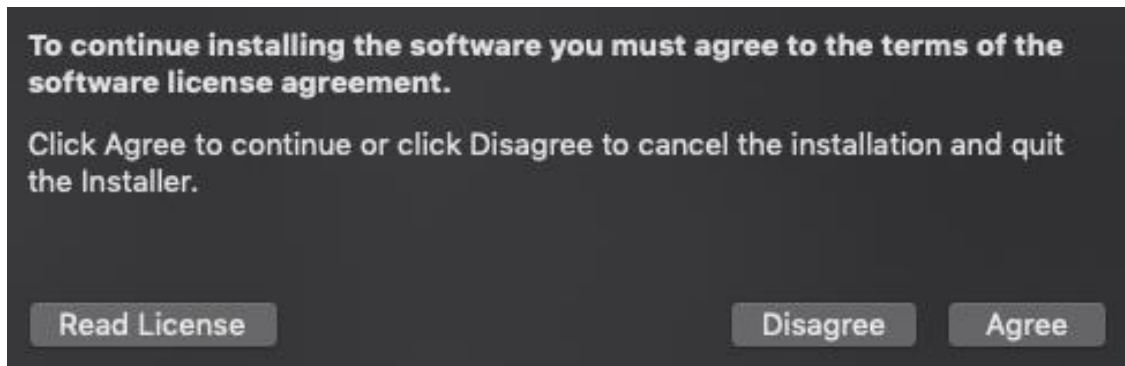 To continue installing the software you must agree to the terms of the
software license agreement.
Click Agree to continue or click Disagree to cancel the installation and quit
the Installer.
Read License
Disagree
Agree